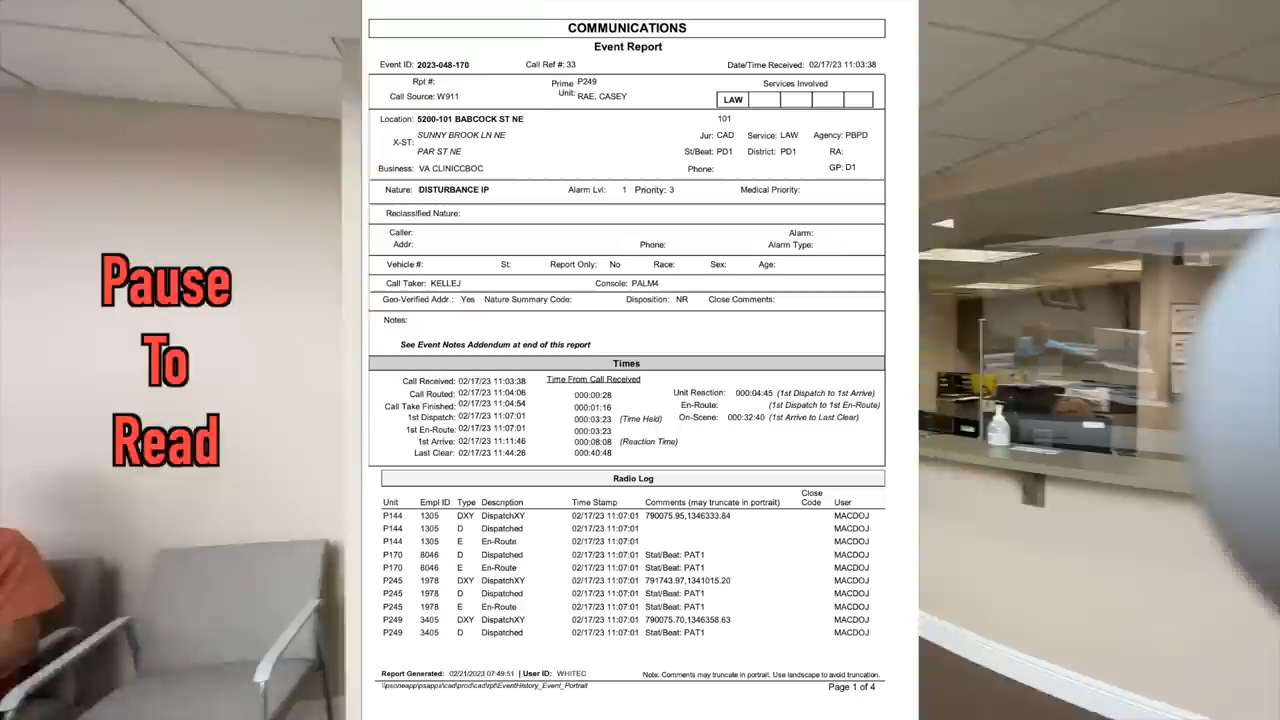 Pause
To
Read
COMMUNICATIONS
Event Report
Event ID: 2023-048-170 Call Ref #: 33 Date/Time Received: 02/17/23 11:03:38
Rpt #: Prime Unit: P249 Services Involved
Call Source: W911 RAE, CASEY LAW
Location: 5200-101 BABCOCK ST NE 101
X-ST: SUNNY BROOK LN NE Jur: CAD Service: LAW Agency: PBPD
PAR ST NE St/Beat: PD1 District: PD1 RA:
Business: VA CLINICCBOC Phone: GP: D1
Nature: DISTURBANCE IP Alarm Lvl: 1 Priority: 3 Medical Priority:
Reclassified Nature:
Caller: Alarm:
Addr: Phone: Alarm Type:
Vehicle #: St: Report Only: No Race: Sex: Age:
Call Taker: KELLEJ Console: PALM4
Geo-Verified Addr.: Yes Nature Summary Code: Disposition: NR Close Comments:
Notes:
See Event Notes Addendum at end of this report
Times
Call Received: 02/17/23 11:03:38 Time From Call Received
Call Routed: 02/17/23 11:04:06 000:00:28 Unit Reaction: 000:04:45 (1st Dispatch to 1st Arrive)
Call Take Finished: 02/17/23 11:04:54 000:01:16 En-Route: (1st Dispatch to 1st En-Route)
1st Dispatch: 02/17/23 11:07:01 000:03:23 (Time Held) On-Scene: 000:32:40 (1st Arrive to Last Clear)
1st En-Route: 02/17/23 11:07:01 000:03:23
1st Arrive: 02/17/23 11:11:46 000:08:08 (Reaction Time)
Last Clear: 02/17/23 11:44:26 000:40:48
Radio Log
Unit Empl ID Type Description Time Stamp Comments (may truncate in portrait) Close Code User
P144 1305 DXY DispatchXY 02/17/23 11:07:01 790075.95,1346333.84 MACDOJ
P144 1305 D Dispatched 02/17/23 11:07:01 MACDOJ
P144 1305 E En-Route 02/17/23 11:07:01 MACDOJ
P170 8046 D Dispatched 02/17/23 11:07:01 Stat/Beat: PAT1 MACDOJ
P170 8046 E En-Route 02/17/23 11:07:01 Stat/Beat: PAT1 MACDOJ
P245 1978 DXY DispatchXY 02/17/23 11:07:01 791743.97,1341015.20 MACDOJ
P245 1978 D Dispatched 02/17/23 11:07:01 Stat/Beat: PAT1 MACDOJ
P245 1978 E En-Route 02/17/23 11:07:01 Stat/Beat: PAT1 MACDOJ
P249 3405 DXY DispatchXY 02/17/23 11:07:01 790075.70,1346358.63 MACDOJ
P249 3405 D Dispatched 02/17/23 11:07:01 Stat/Beat: PAT1 MACDOJ
Report Generated: 02/21/2023 07:49:51 | User ID: WHITEC Note: Comments may truncate in portrait. Use landscape to avoid truncation.
\\psoneapp\psapps\cad\prod\cad\rpt\EventHistory_Event_Portrait Page 1 of 4